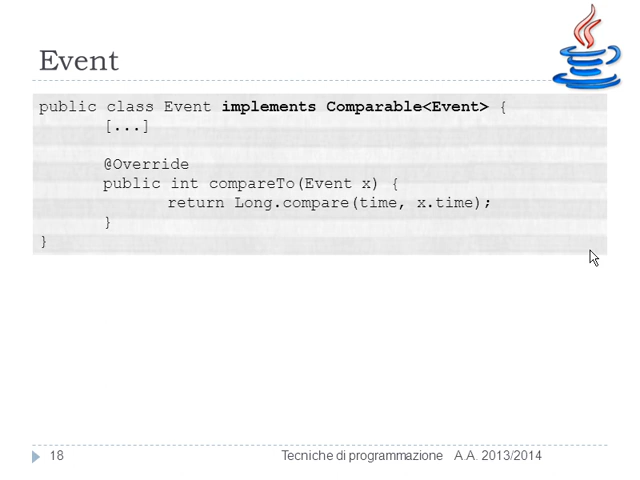 Event
public class Event implements Comparable<Event> {
[...]
@Override
public int compareTo(Event x) {
return Long.compare(time, x.time);
}
}
18 Tecniche di programmazione A.A. 2013/2014